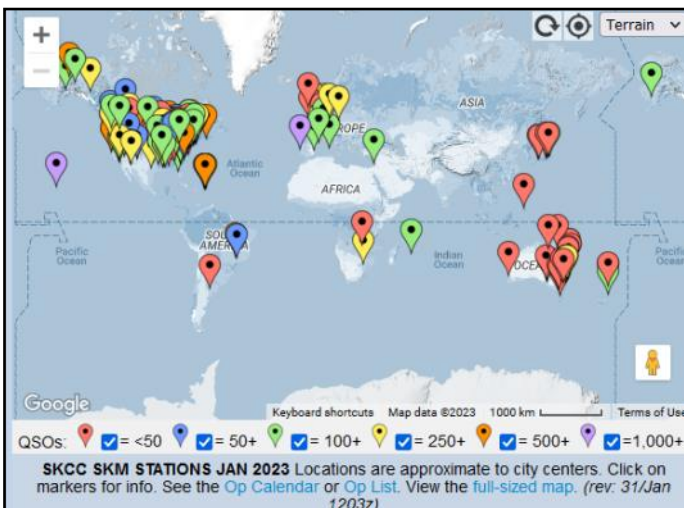 Terrain
ASIA
ROPE
Atlantic
Ocean
AFRICA
Pacific
Ocean
SOU
AMERICA
Indian
Ocean
OCE
Pacific
Ocean
Google
Keyboard shortcuts Map data ©2023 1000 km Terms of Use
QSOs: = <50 = 50+ = 100+ = 250+ = 500+ =1,000+
SKCC SKM STATIONS JAN 2023 Locations are approximate to city centers. Click on
markers for info. See the Op Calendar or Op List. View the full-sized map. (rev: 31/Jan
1203z)